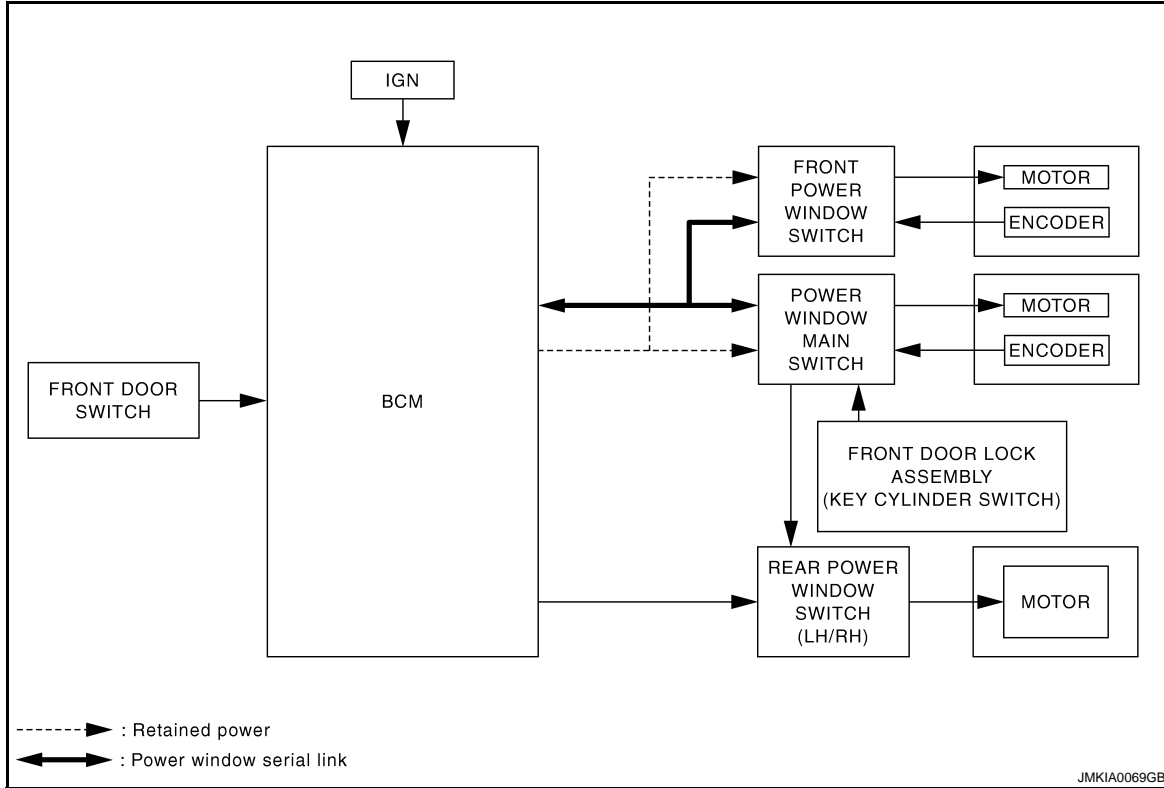 IGN
FRONT
POWER
WINDOW
SWITCH
MOTOR
ENCODER
POWER
WINDOW
MAIN
SWITCH
MOTOR
ENCODER
FRONT DOOR
SWITCH
BCM
FRONT DOOR LOCK
ASSEMBLY
(KEY CYLINDER SWITCH)
REAR POWER
WINDOW
SWITCH
(LH/RH)
MOTOR
: Retained power
: Power window serial link
JMKIA0069GB